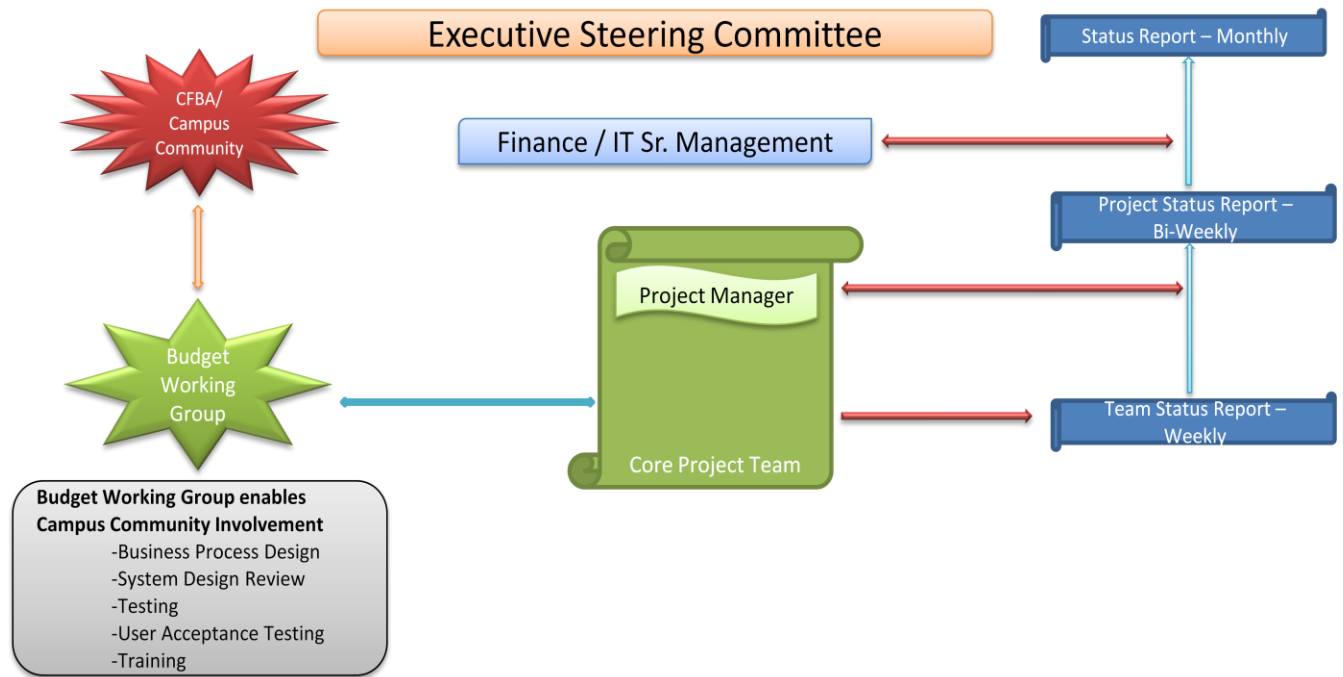 Executive Steering Committee
Status Report – Monthly
CFBA/
Campus
Community
Finance / IT Sr. Management
Project Status Report –
Bi-Weekly
Project Manager
Budget
Working
Group
Team Status Report –
Weekly
Core Project Team
Budget Working Group enables
Campus Community Involvement
-Business Process Design
-System Design Review
-Testing
-User Acceptance Testing
-Training